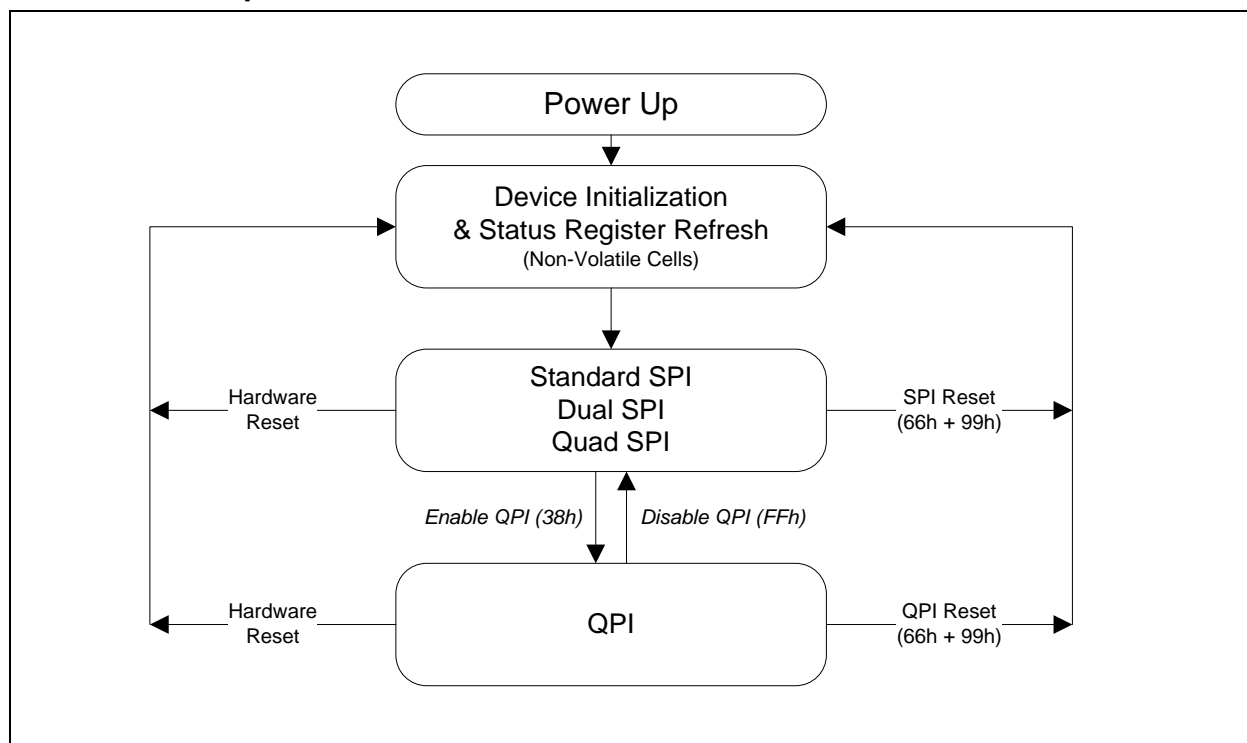 Power Up
Device Initialization
& Status Register Refresh
(Non-Volatile Cells)
Standard SPI
Dual SPI
Quad SPI
Hardware
Reset
SPI Reset
(66h + 99h)
Enable QPI (38h)
Disable QPI (FFh)
QPI
Hardware
Reset
QPI Reset
(66h + 99h)